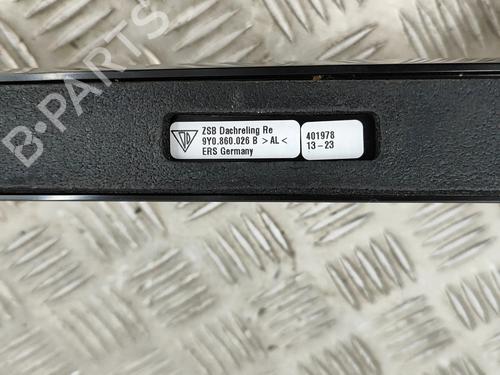 ZSB Dachreling Re
9Y0.860.026 B >AL<
ERS Germany
401978
13-23
B-Parts